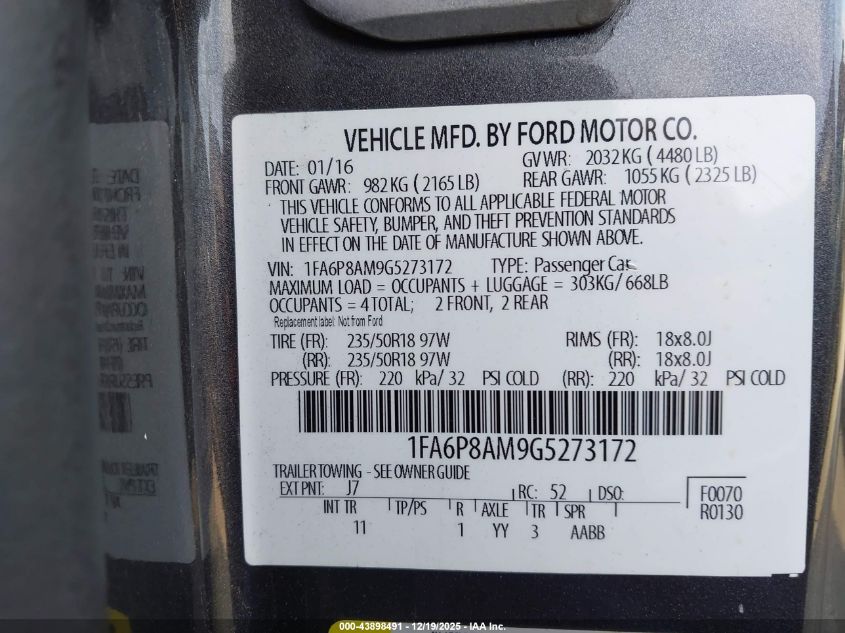 VEHICLE MFD. BY FORD MOTOR CO.
DATE: 01/16 GVWR: 2032 KG ( 4480 LB)
FRONT GAWR: 982 KG ( 2165 LB) REAR GAWR: 1055 KG ( 2325 LB)
THIS VEHICLE CONFORMS TO ALL APPLICABLE FEDERAL MOTOR
VEHICLE SAFETY, BUMPER, AND THEFT PREVENTION STANDARDS
IN EFFECT ON THE DATE OF MANUFACTURE SHOWN ABOVE.
VIN: 1FA6P8AM9G5273172 TYPE: Passenger Car
MAXIMUM LOAD = OCCUPANTS + LUGGAGE = 303KG/ 668LB
OCCUPANTS = 4 TOTAL; 2 FRONT, 2 REAR
Replacement label: Not from Ford
TIRE (FR): 235/50R18 97W RIMS (FR): 18x8.0J
(RR): 235/50R18 97W (RR): 18x8.0J
PRESSURE (FR): 220 kPa/ 32 PSI COLD (RR): 220 kPa/ 32 PSI COLD
1FA6P8AM9G5273172
TRAILER TOWING - SEE OWNER GUIDE
EXT PNT: J7 RC: 52 DSO: F0070
INT TR TP/PS R AXLE TR SPR R0130
11 1 YY 3 AABB
000-43898491 - 12/19/2025 - IAA Inc.